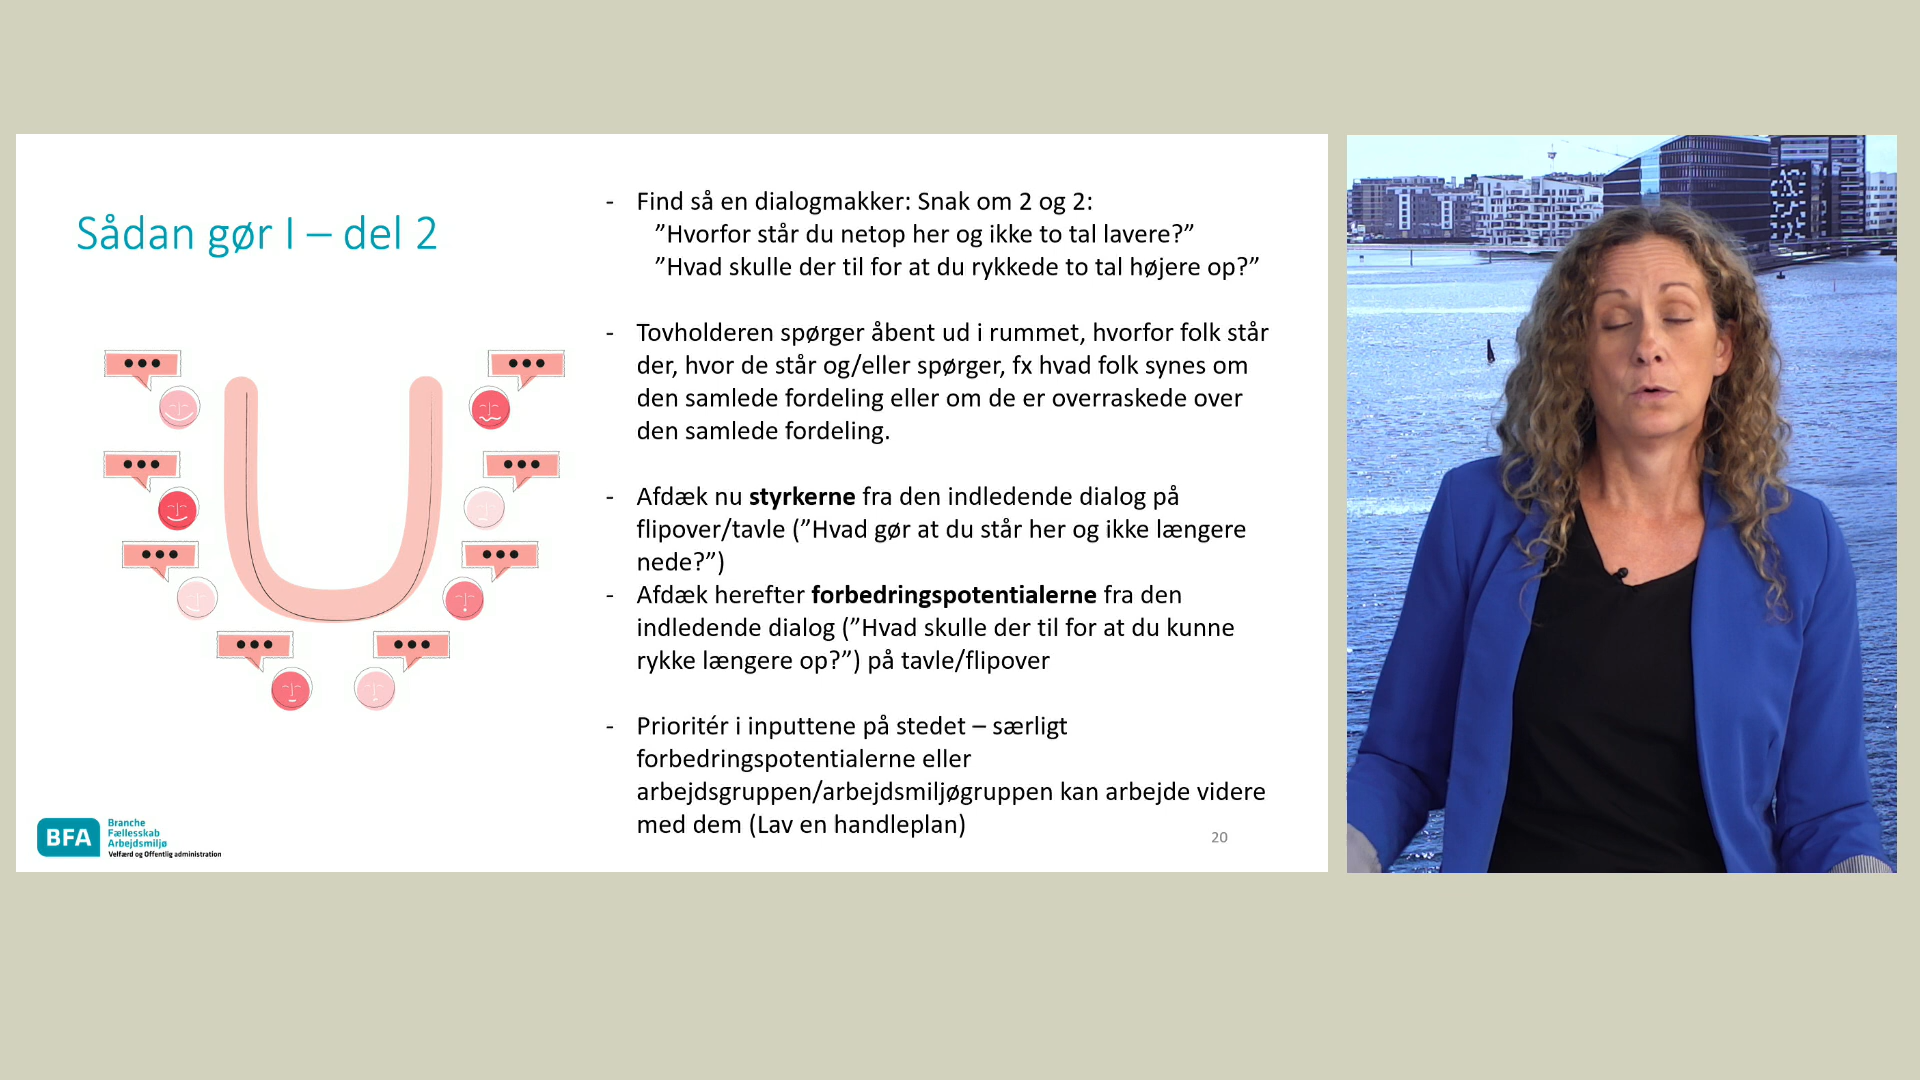 Sådan gør I – del 2
- Find så en dialogmakker: Snak om 2 og 2:
”Hvorfor står du netop her og ikke to tal lavere?”
”Hvad skulle der til for at du rykkede to tal højere op?”
- Tovholderen spørger åbent ud i rummet, hvorfor folk står
der, hvor de står og/eller spørger, fx hvad folk synes om
den samlede fordeling eller om de er overraskede over
den samlede fordeling.
- Afdæk nu styrkerne fra den indledende dialog på
flipover/tavle (”Hvad gør at du står her og ikke længere
nede?”)
- Afdæk herefter forbedringspotentialerne fra den
indledende dialog (”Hvad skulle der til for at du kunne
rykke længere op?”) på tavle/flipover
- Prioritér i inputtene på stedet – særligt
forbedringspotentialerne eller
arbejdsgruppen/arbejdsmiljøgruppen kan arbejde videre
med dem (Lav en handleplan)
BFA
Branche
Fællesskab
Arbejdsmiljø
Velfærd og Offentlig administration
20